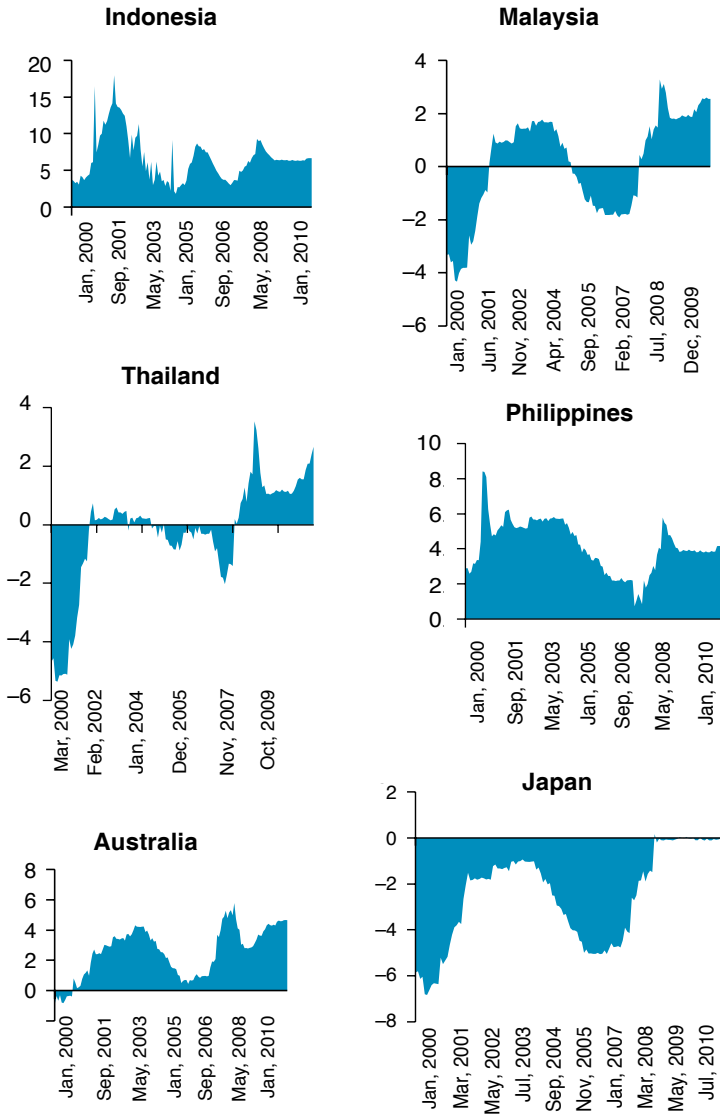 Indonesia
20
15
10
5
0
Jan, 2000
Sep, 2001
May, 2003
Jan, 2005
Sep, 2006
May, 2008
Jan, 2010
Malaysia
4
2
0
−2
−4
−6
Jan, 2000
Jun, 2001
Nov, 2002
Apr, 2004
Sep, 2005
Feb, 2007
Jul, 2008
Dec, 2009
Thailand
4
2
0
−2
−4
−6
Mar, 2000
Feb, 2002
Jan, 2004
Dec, 2005
Nov, 2007
Oct, 2009
Philippines
10
8
6
4
2
0
Jan, 2000
Sep, 2001
May, 2003
Jan, 2005
Sep, 2006
May, 2008
Jan, 2010
Australia
8
6
4
2
0
−2
Jan, 2000
Sep, 2001
May, 2003
Jan, 2005
Sep, 2006
May, 2008
Jan, 2010
Japan
2
0
−2
−4
−6
−8
Jan, 2000
Mar, 2001
May, 2002
Jul, 2003
Sep, 2004
Nov, 2005
Jan, 2007
Mar, 2008
May, 2009
Jul, 2010